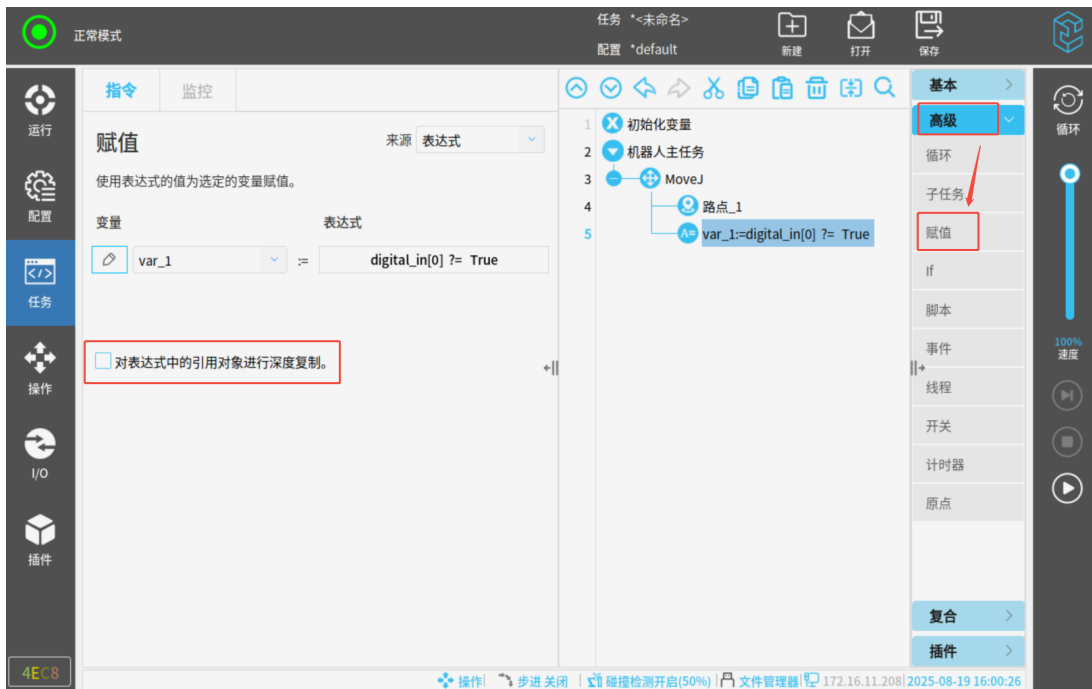 正常模式
任务 *<未命名>
配置 *default
新建
打开
保存
运行
配置
任务
操作
I/O
插件
4EC8
指令
监控
赋值
来源 表达式
使用表达式的值为选定的变量赋值。
变量
表达式
var_1 := digital_in[0] ?= True
对表达式中的引用对象进行深度复制。
1 初始化变量
2 机器人主任务
3 MoveJ
4 路点_1
5 A= var_1:=digital_in[0] ?= True
基本
高级
循环
子任务
赋值
If
脚本
事件
线程
开关
计时器
原点
复合
插件
循环
100%
速度
操作 步进 关闭 碰撞检测开启(50%) 文件管理器 172.16.11.208 2025-08-19 16:00:26